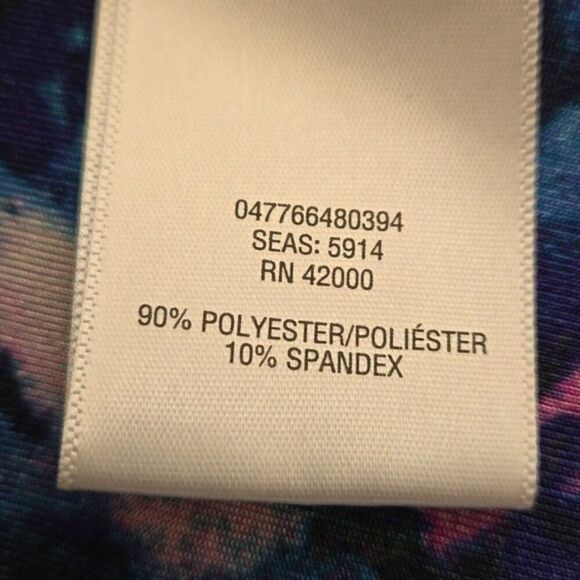 047766480394
SEAS: 5914
RN 42000
90% POLYESTER/POLIÉSTER
10% SPANDEX